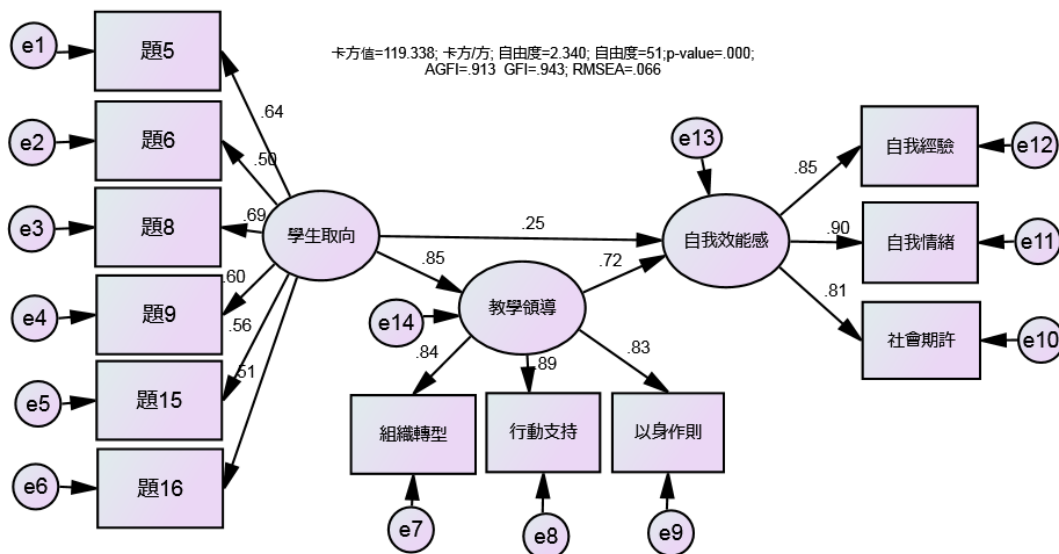 卡方值=119.338; 卡方/方; 自由度=2.340; 自由度=51;p-value=.000;
AGFI=.913 GFI=.943; RMSEA=.066
e1
題5
.64
e2
題6
.50
e3
題8
.69
e4
題9
.60
e5
題15
.56
e6
題16
.51
學生取向
.25
.85
教學領導
e14
.72
.84
.89
.83
組織轉型
行動支持
以身作則
e7
e8
e9
e13
自我效能感
.85
.90
.81
自我經驗
e12
自我情緒
e11
社會期許
e10